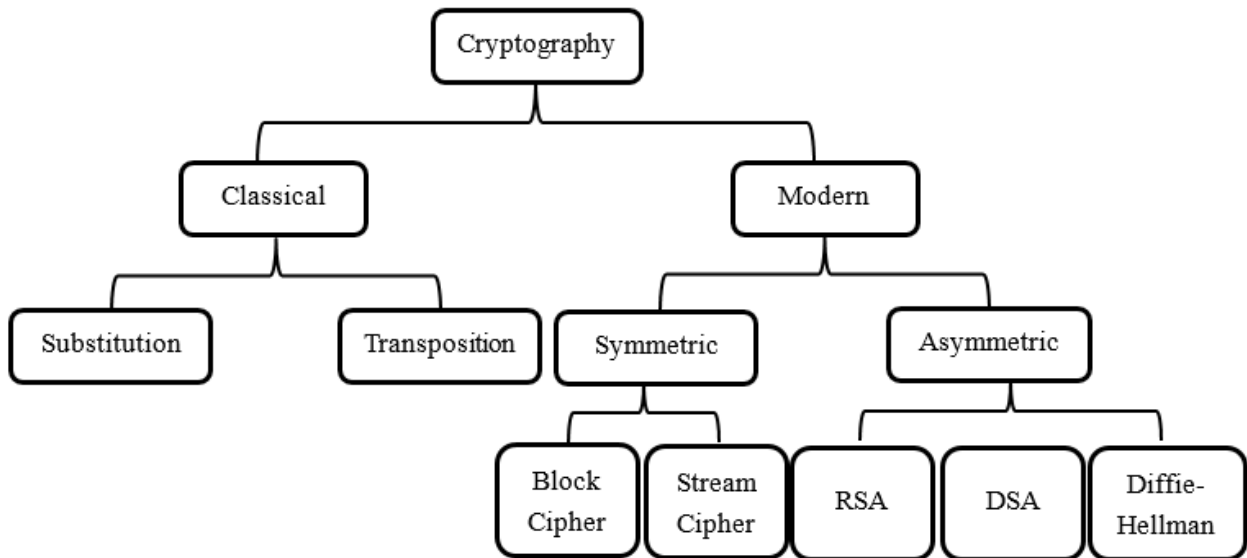 Cryptography
Classical
Modern
Substitution
Transposition
Symmetric
Asymmetric
Block
Cipher
Stream
Cipher
RSA
DSA
Diffie-
Hellman